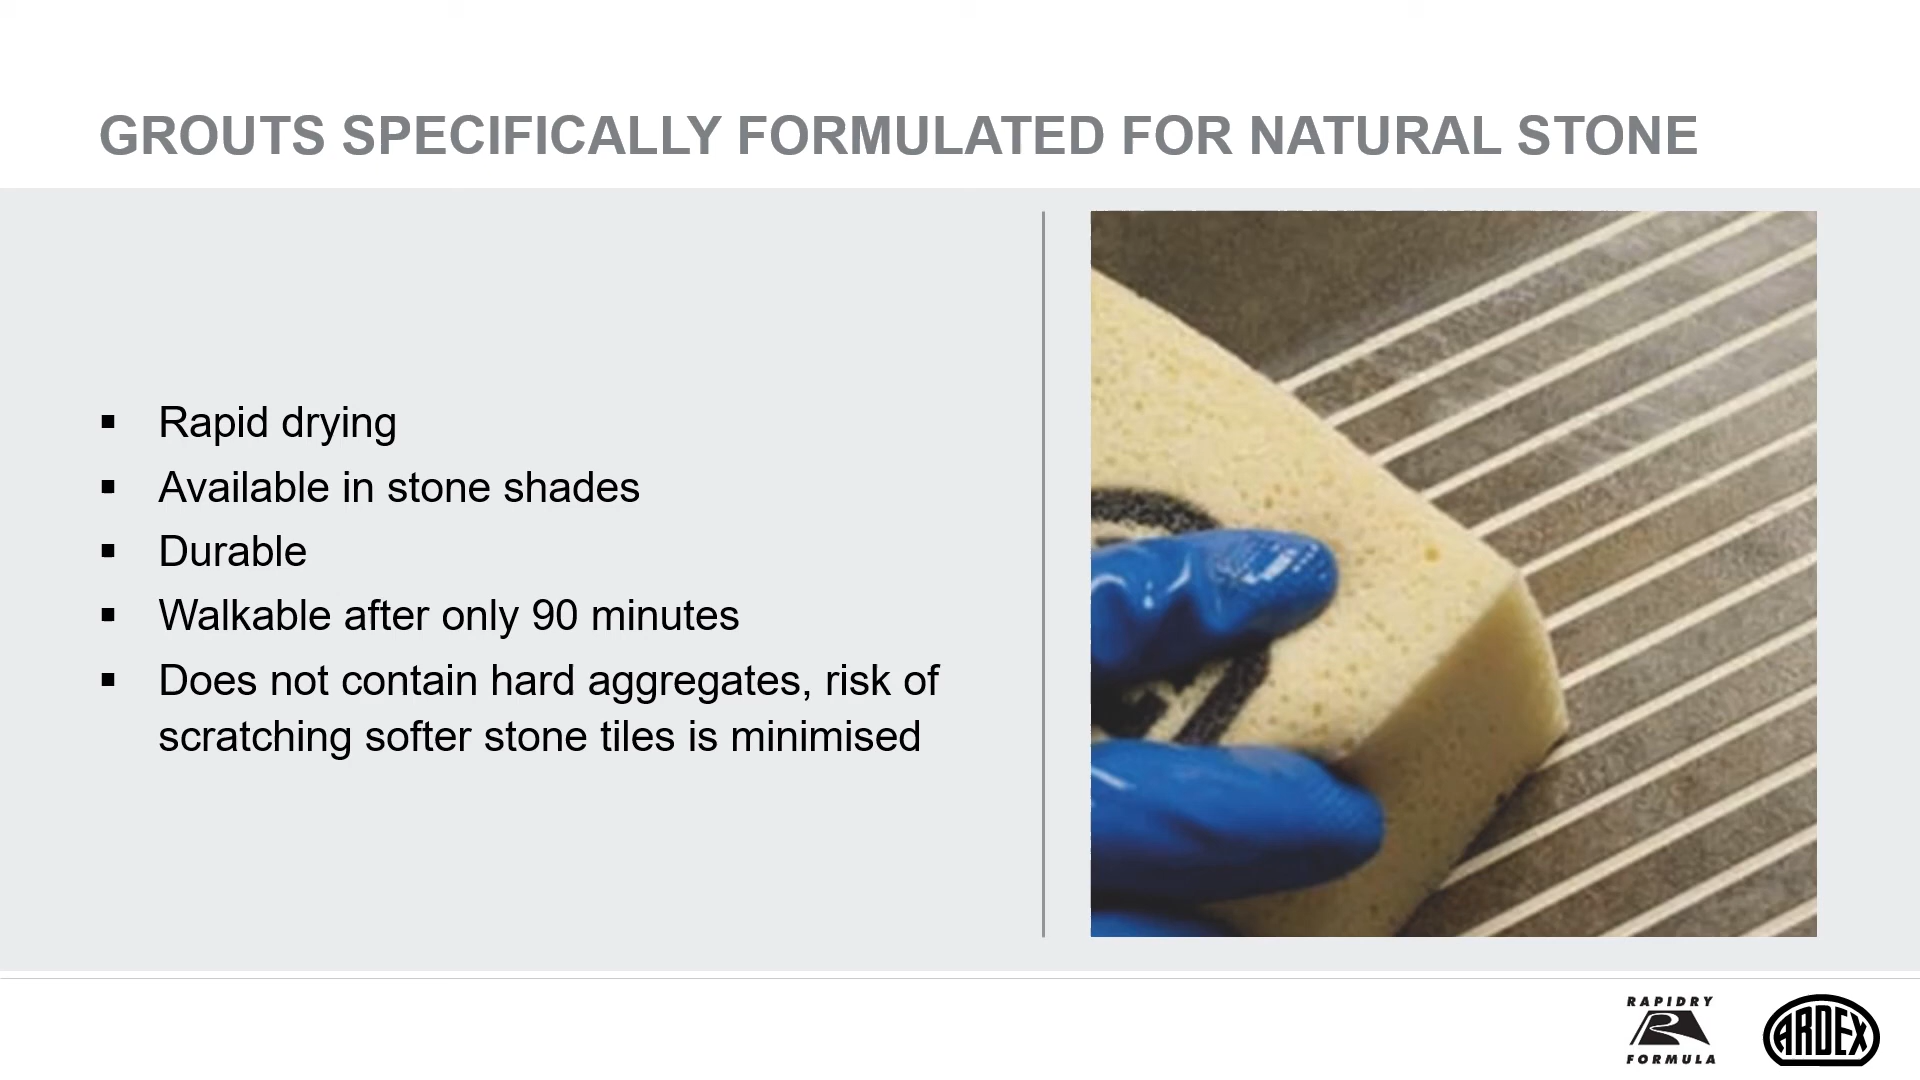 GROUTS SPECIFICALLY FORMULATED FOR NATURAL STONE
Rapid drying
Available in stone shades
Durable
Walkable after only 90 minutes
Does not contain hard aggregates, risk of
scratching softer stone tiles is minimised
RAPIDRY
R
FORMULA
ARDEX